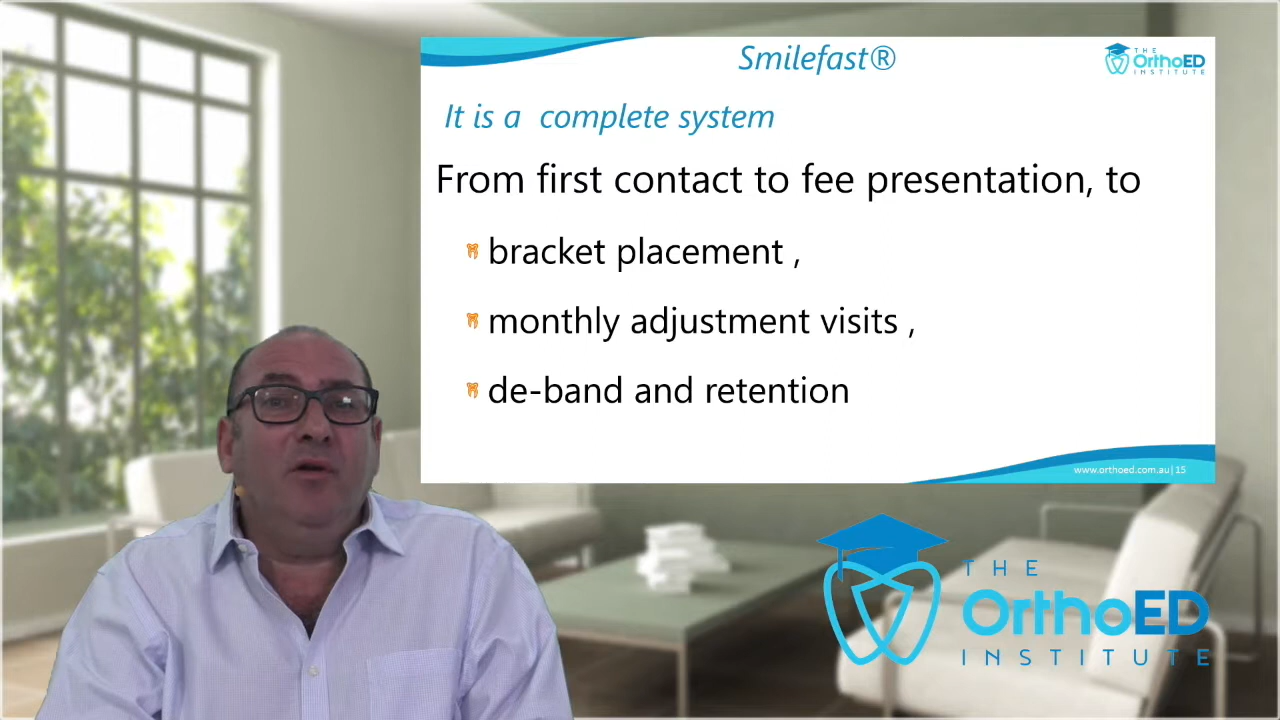 Smilefast®
THE
OrthoED
INSTITUTE
It is a  complete system
From first contact to fee presentation, to
bracket placement ,
monthly adjustment visits ,
de-band and retention
www.orthoed.com.au| 15
THE
OrthoED
INSTITUTE